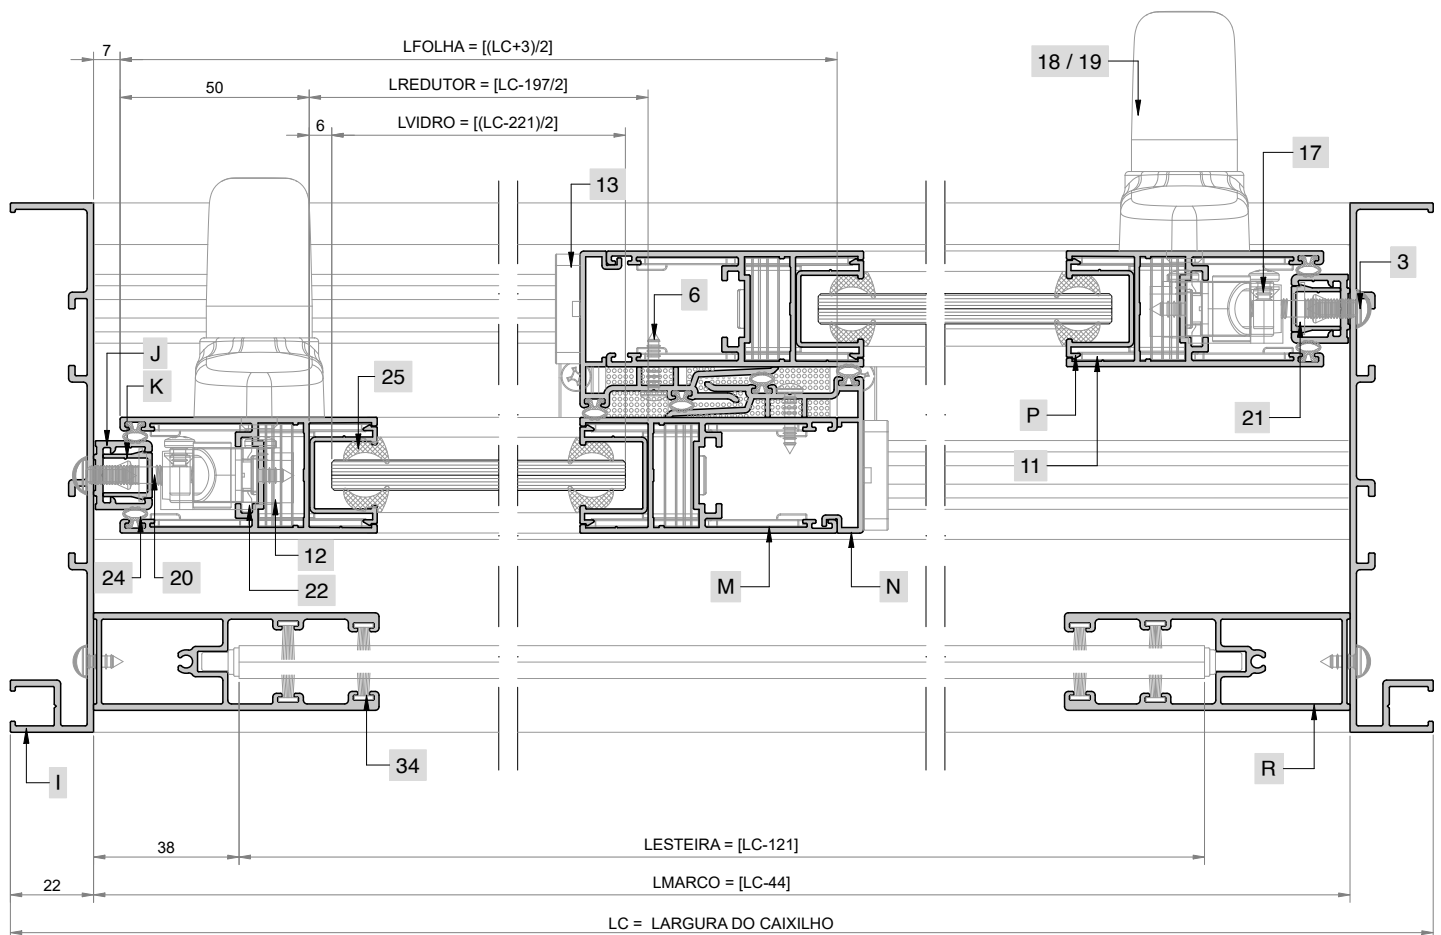 LFOLHA = [(LC+3)/2]
7
18 / 19
50
LREDUTOR = [LC-197/2]
6
LVIDRO = [(LC-221)/2]
17
13
3
6
J
K
25
P
21
11
12
24
20
22
M
N
34
I
R
38
LESTEIRA = [LC-121]
22
LMARCO = [LC-44]
LC = LARGURA DO CAIXILHO